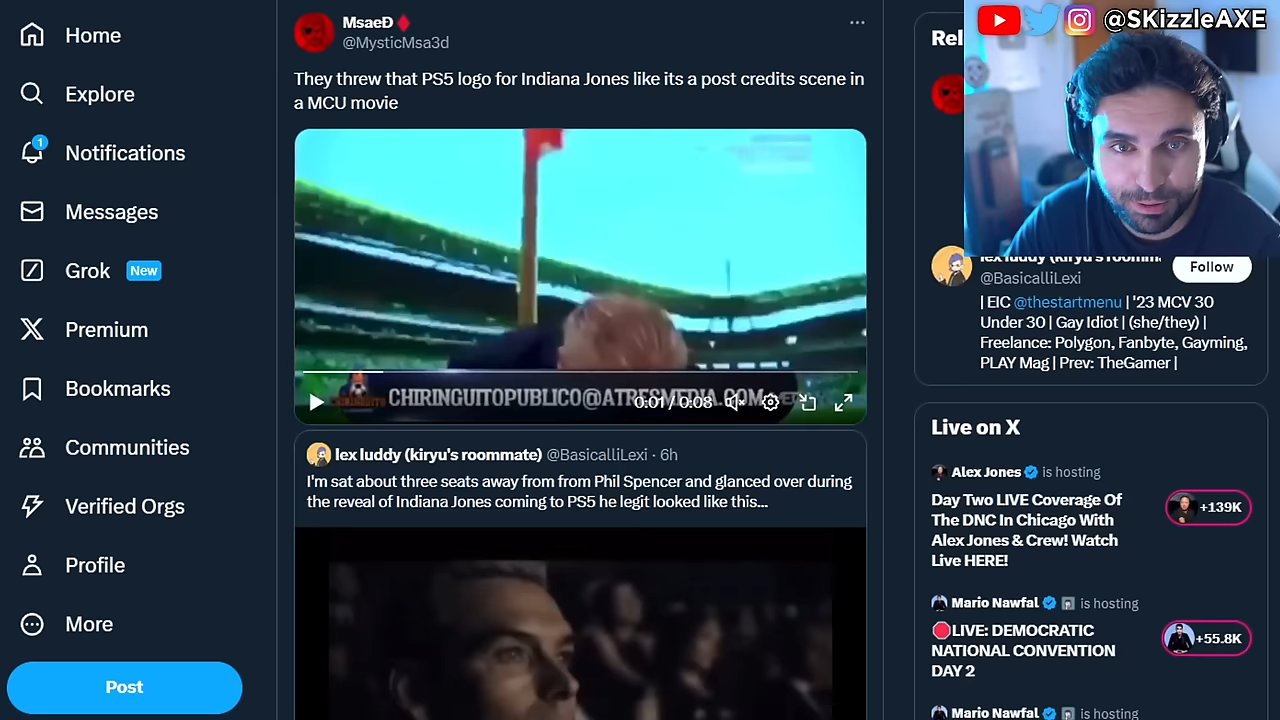 Home
Explore
1
Notifications
Messages
Grok New
Premium
Bookmarks
Communities
Verified Orgs
Profile
More
Post
MsaeÐ
@MysticMsa3d
They threw that PS5 logo for Indiana Jones like its a post credits scene in
a MCU movie
CHIRINGUITOPUBLICO@ATRESMEDIA.COM
0:01 / 0:08
lex luddy (kiryu's roommate) @BasicalliLexi · 6h
I'm sat about three seats away from from Phil Spencer and glanced over during
the reveal of Indiana Jones coming to PS5 he legit looked like this...
@SKizzleAXE
Rel
lex luddy (kiryu's roomm...
Follow
@BasicalliLexi
| EIC @thestartmenu | '23 MCV 30
Under 30 | Gay Idiot | (she/they) |
Freelance: Polygon, Fanbyte, Gayming,
PLAY Mag | Prev: TheGamer |
Live on X
Alex Jones is hosting
Day Two LIVE Coverage Of
The DNC In Chicago With
Alex Jones & Crew! Watch
Live HERE!
+139K
Mario Nawfal is hosting
LIVE: DEMOCRATIC
NATIONAL CONVENTION
DAY 2
+55.8K
Mario Nawfal is hosting